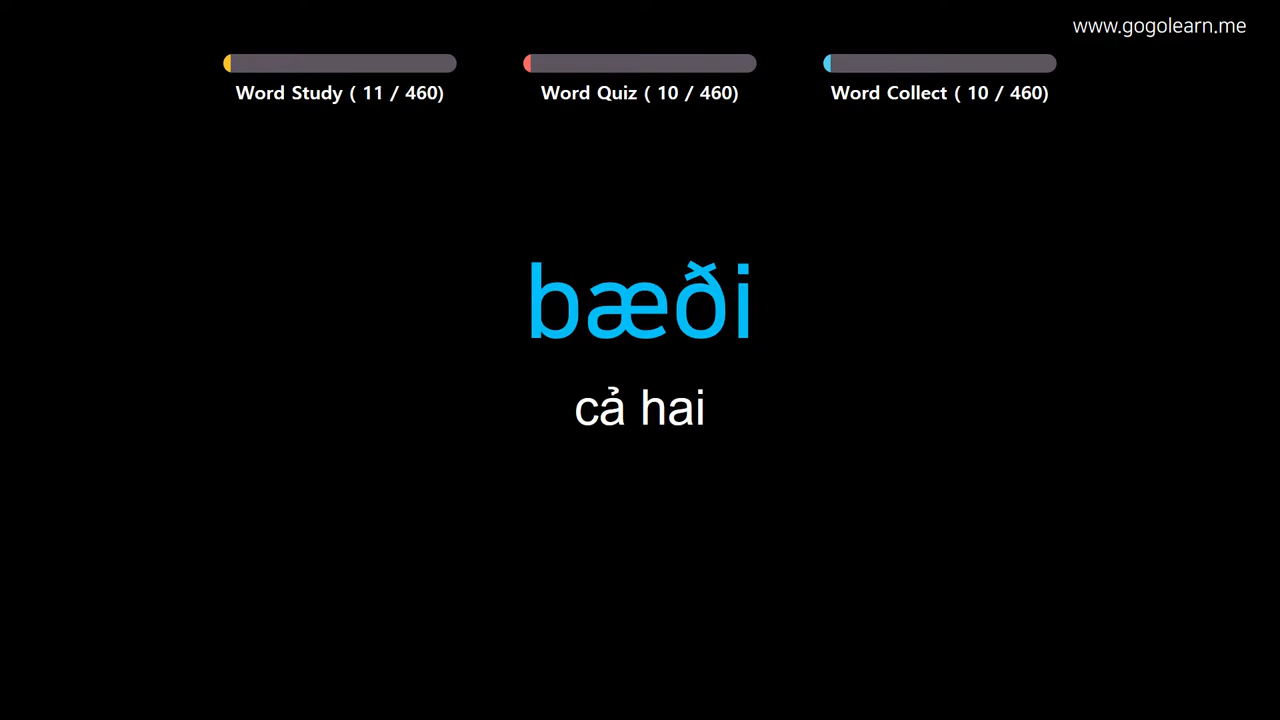 www.gogolearn.me
Word Study ( 11 / 460)
Word Quiz ( 10 / 460)
Word Collect ( 10 / 460)
bæði
cả hai